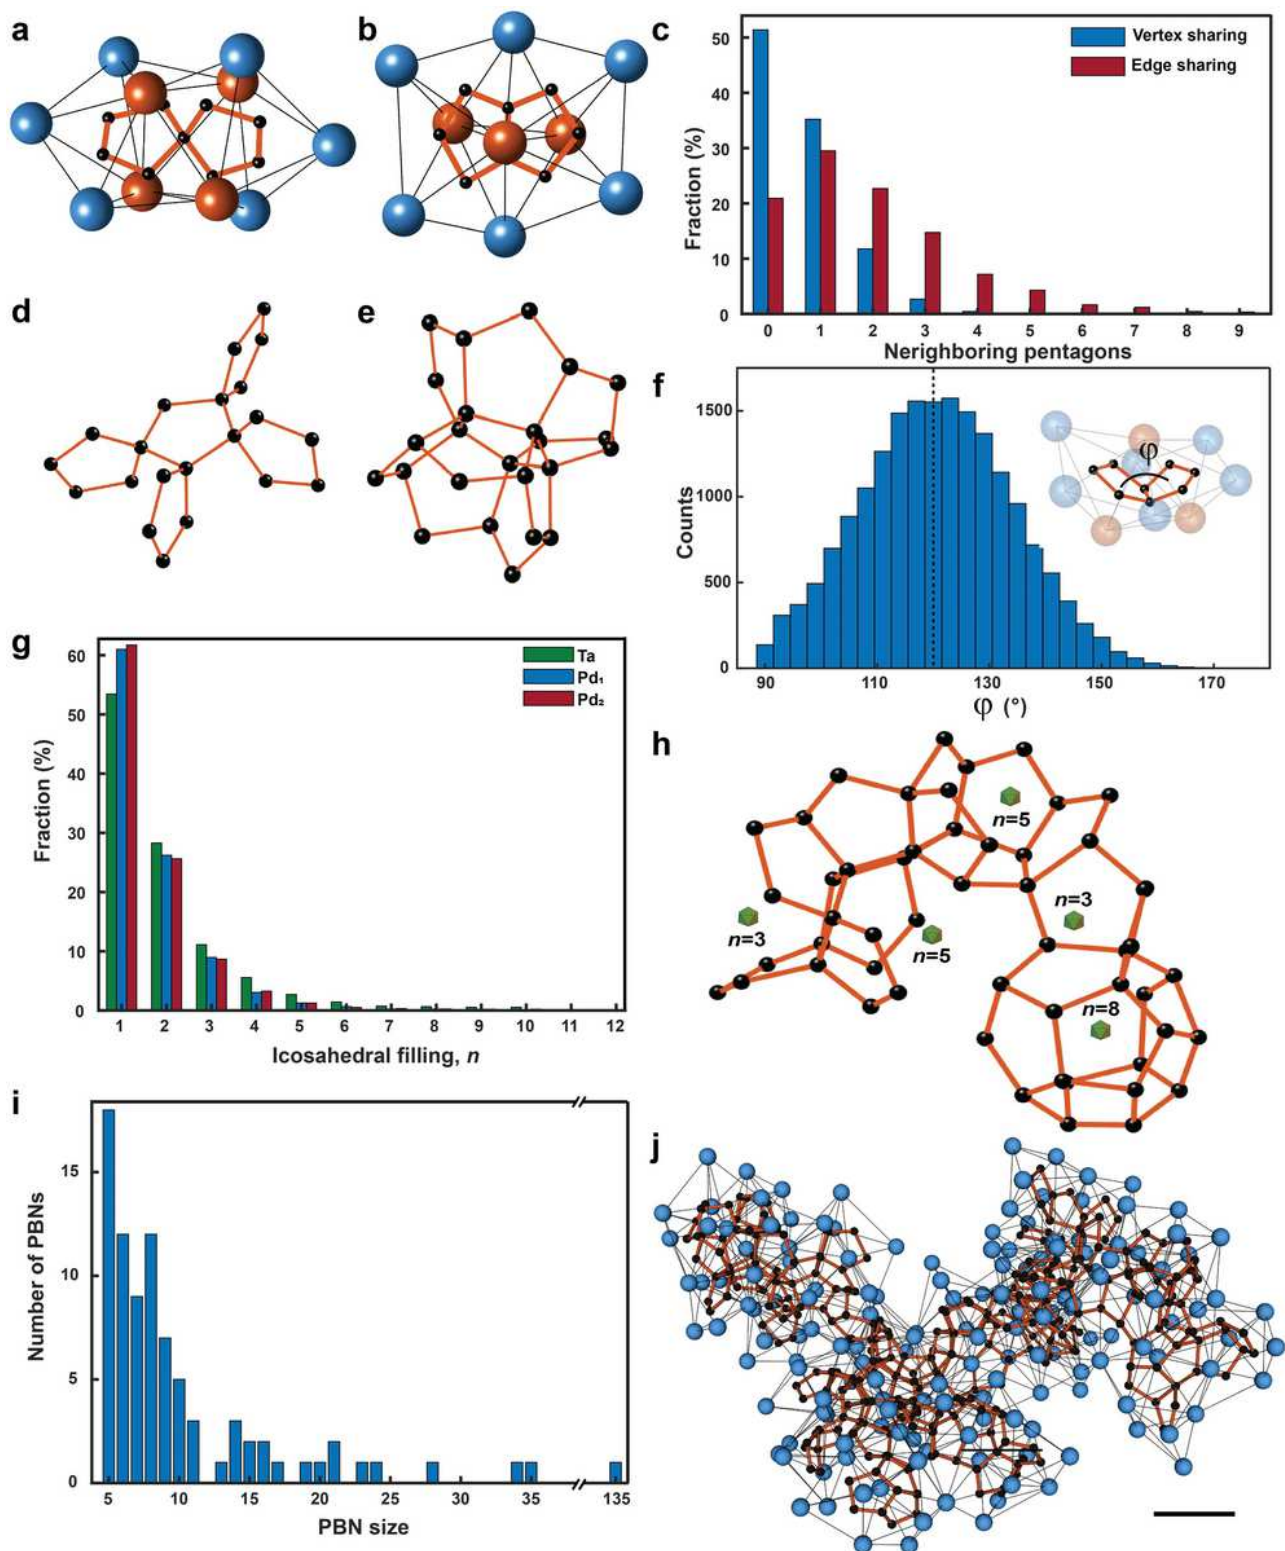 a
b
c
Vertex sharing
Edge sharing
50
40
30
20
10
0
Fraction (%)
0 1 2 3 4 5 6 7 8 9
Nerighboring pentagons
d
e
f
1500
1000
500
0
Counts
φ
90 110 130 150 170
φ (°)
g
Ta
Pd₁
Pd₂
60
50
40
30
20
10
0
Fraction (%)
1 2 3 4 5 6 7 8 9 10 11 12
Icosahedral filling, n
h
n=5
n=3
n=3
n=5
n=8
i
15
10
5
0
Number of PBNs
5 10 15 20 25 30 35 135
PBN size
j